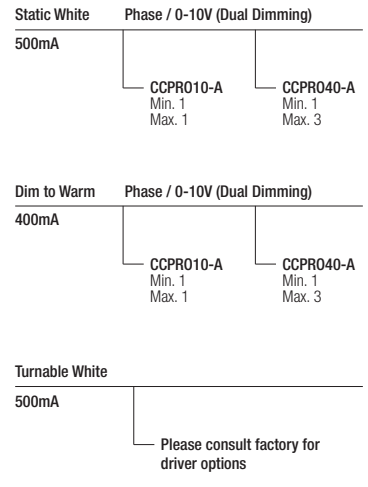 Static White Phase / 0-10V (Dual Dimming)
500mA
CCPRO10-A CCPRO40-A
Min. 1 Min. 1
Max. 1 Max. 3
Dim to Warm Phase / 0-10V (Dual Dimming)
400mA
CCPRO10-A CCPRO40-A
Min. 1 Min. 1
Max. 1 Max. 3
Turnable White
500mA
Please consult factory for
driver options